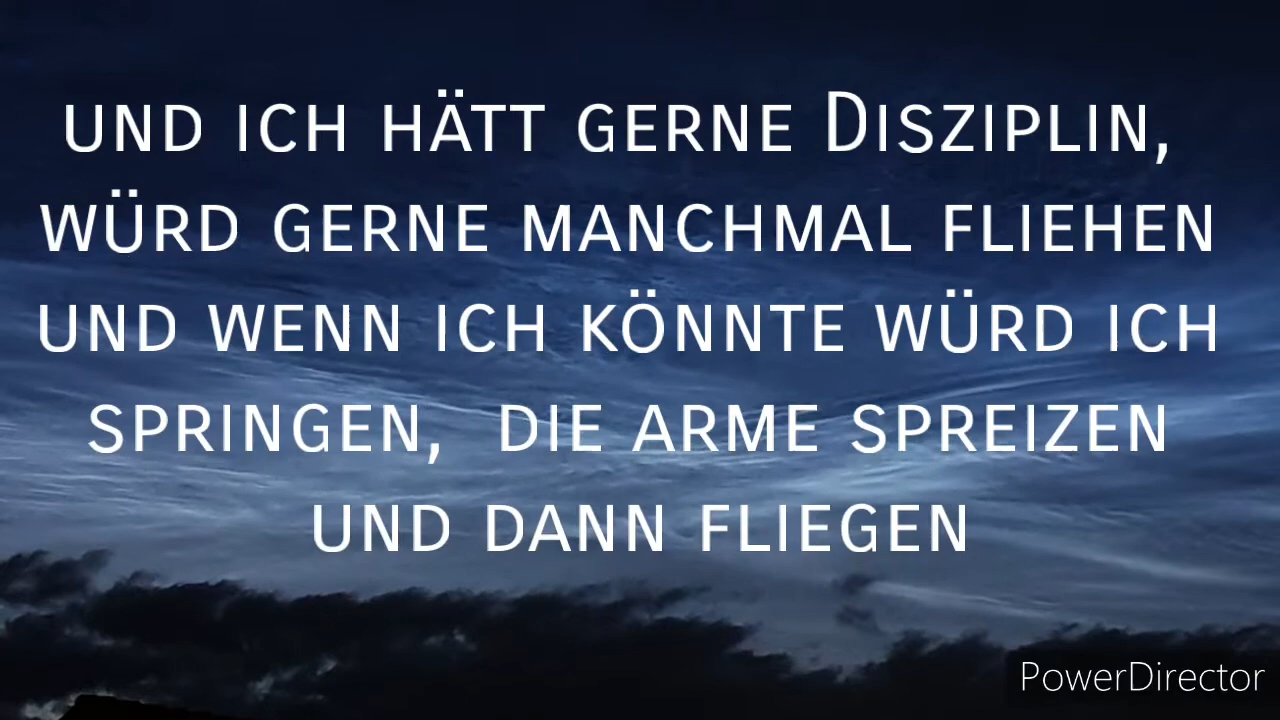 und ich hätt gerne Disziplin,
würd gerne manchmal fliehen
und wenn ich könnte würd ich
springen, die arme spreizen
und dann fliegen
PowerDirector